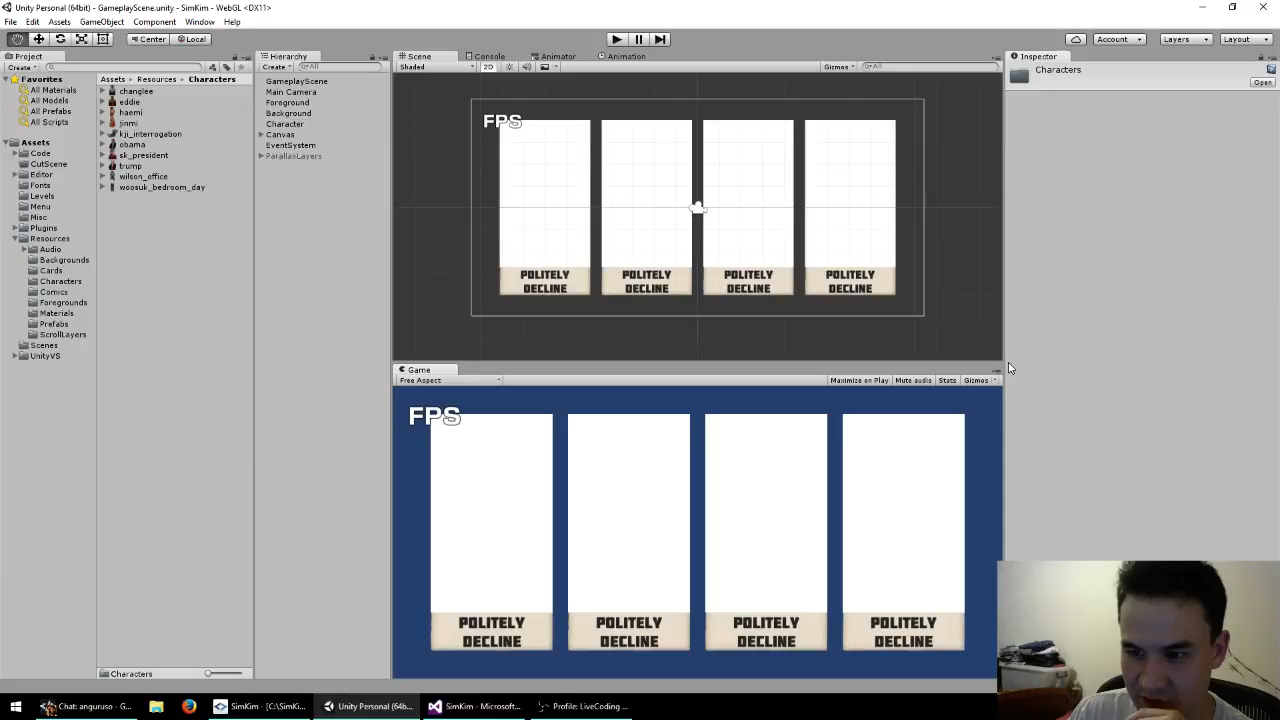 Unity Personal (64bit) - GameplayScene.unity - SimKim - WebGL <DX11>
File Edit Assets GameObject Component Window Help
Center Local Account Layers Layout
Project
Create
Favorites
All Materials
All Models
All Prefabs
All Scripts
Assets
Code
CutScene
Editor
Fonts
Levels
Menu
Misc
Plugins
Resources
Audio
Backgrounds
Cards
Characters
Comics
Foregrounds
Materials
Prefabs
ScrollLayers
Scenes
UnityVS
Assets Resources Characters
changlee
eddie
haemi
jinmi
kji_interrogation
obama
sk_president
trump
wilson_office
woosuk_bedroom_day
Characters
Hierarchy
Create All
GameplayScene
Main Camera
Foreground
Background
Character
Canvas
EventSystem
ParallaxLayers
Scene Console Animator Animation
Shaded 2D Gizmos All
FPS
POLITELY POLITELY POLITELY POLITELY
DECLINE DECLINE DECLINE DECLINE
Game
Free Aspect Maximize on Play Mute audio Stats Gizmos
FPS
POLITELY POLITELY POLITELY POLITELY
DECLINE DECLINE DECLINE DECLINE
Inspector
Characters
Open
Chat: anguruso - G...
SimKim - [C:\SimKi...
Unity Personal (64b...
SimKim - Microsoft...
Profile: LiveCoding ...